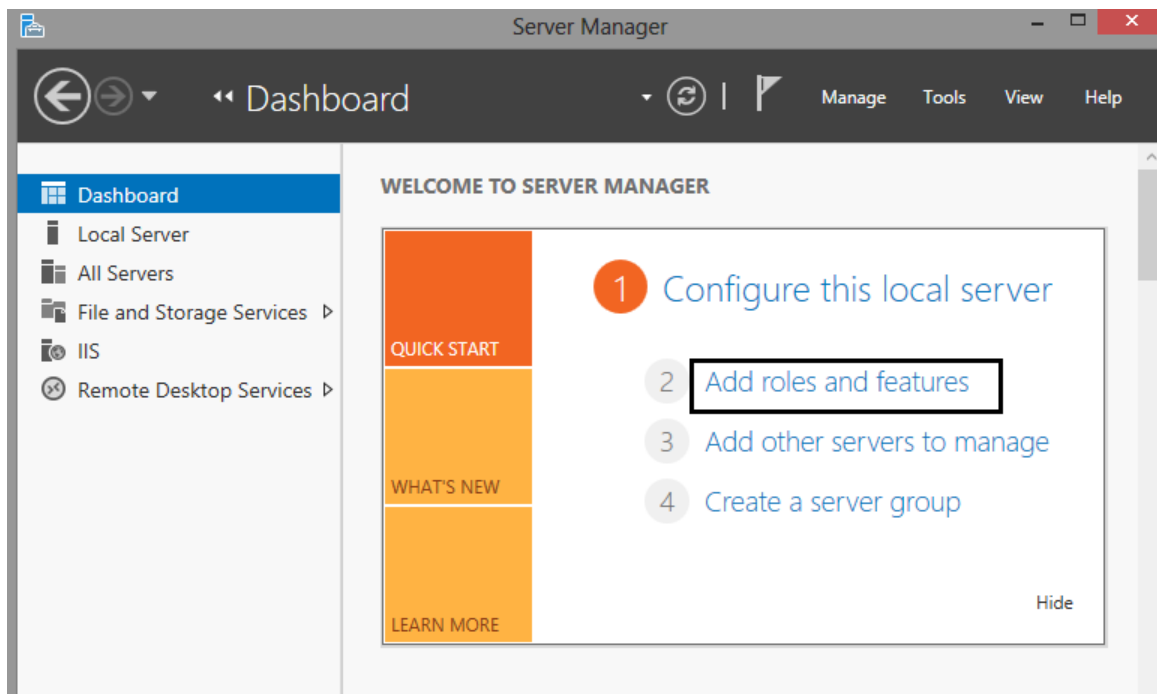 Server Manager
Dashboard
Manage Tools View Help
Dashboard
Local Server
All Servers
File and Storage Services
IIS
Remote Desktop Services
WELCOME TO SERVER MANAGER
QUICK START
WHAT'S NEW
LEARN MORE
1 Configure this local server
2 Add roles and features
3 Add other servers to manage
4 Create a server group
Hide